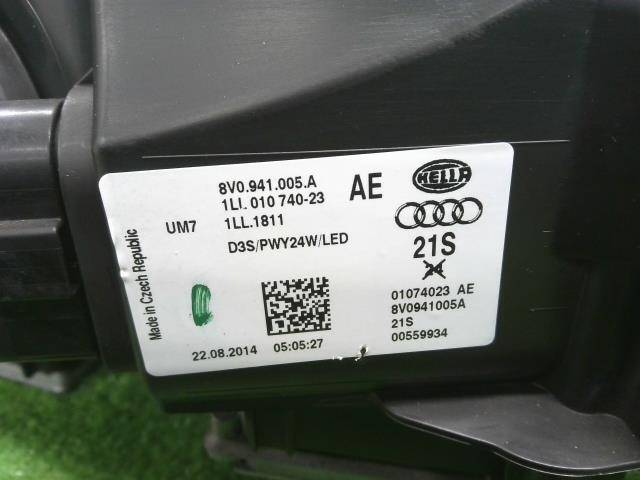 8V0.941.005.A
1LI.010 740-23
UM7 1LL.1811
D3S/PWY24W/LED
AE
HELLA
21S
Made in Czech Republic
01074023 AE
8V0941005A
21S
00559934
22.08.2014 05:05:27